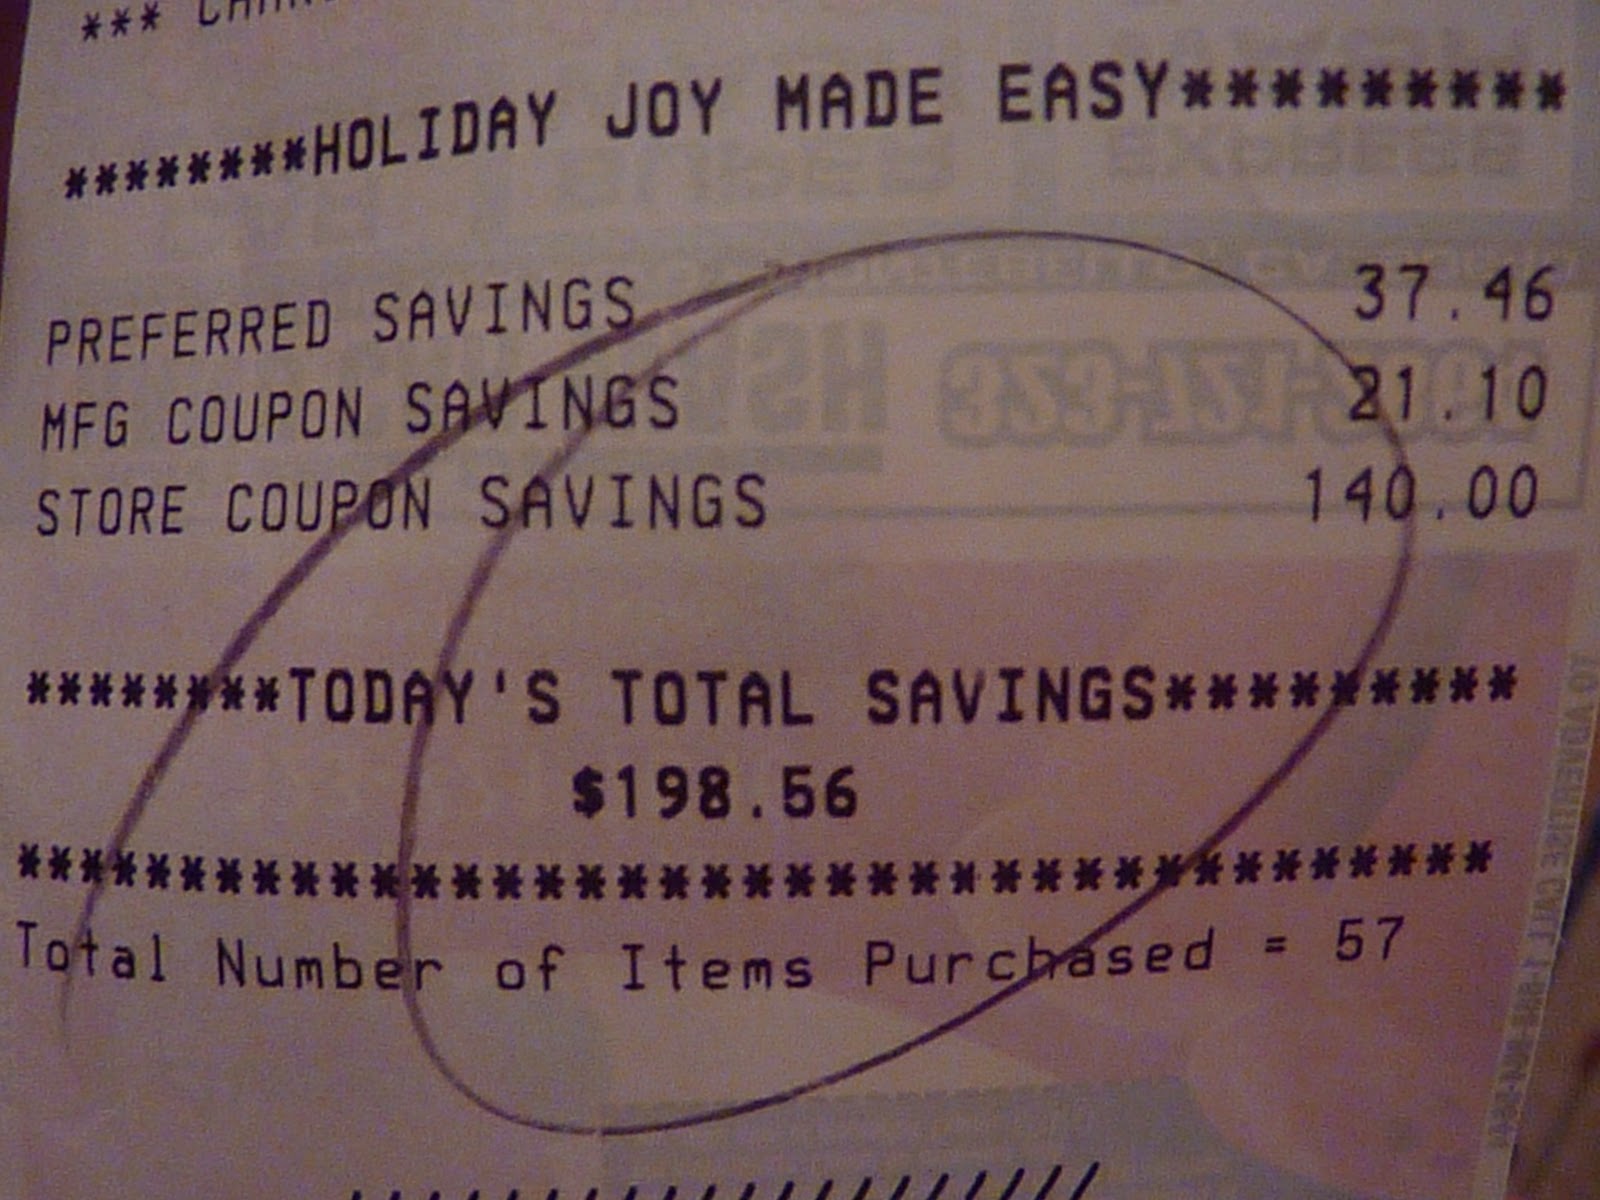 ***
********HOLIDAY JOY MADE EASY*********
PREFERRED SAVINGS 37.46
MFG COUPON SAVINGS 21.10
STORE COUPON SAVINGS 140.00
********TODAY'S TOTAL SAVINGS*********
$198.56
**************************************
Total Number of Items Purchased = 57